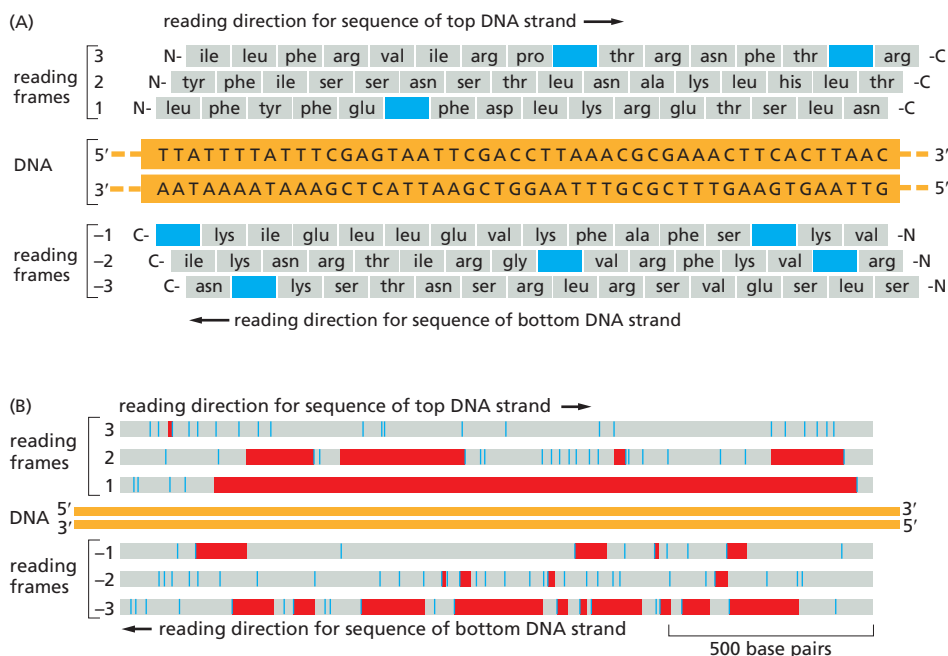 (A)
reading direction for sequence of top DNA strand
3 N- ile leu phe arg val ile arg pro thr arg asn phe thr arg -C
reading frames
2 N- tyr phe ile ser ser asn ser thr leu asn ala lys leu his leu thr -C
1 N- leu phe tyr phe glu phe asp leu lys arg glu thr ser leu asn -C
DNA
5′ TTATTTTATTTCGAGTAATTCGACCTTAAACGCGAAACTTCACTTAAC 3′
3′ AATAAAATAAAGCTCATTAAGCTGGAATTTGCGCTTTGAAGTGAATTG 5′
–1 C- lys ile glu leu leu glu val lys phe ala phe ser lys val -N
reading frames
–2 C- ile lys asn arg thr ile arg gly val arg phe lys val arg -N
–3 C- asn lys ser thr asn ser arg leu arg ser val glu ser leu ser -N
reading direction for sequence of bottom DNA strand
(B)
reading direction for sequence of top DNA strand
reading frames
3
2
1
DNA
5′ 3′
3′ 5′
reading frames
–1
–2
–3
reading direction for sequence of bottom DNA strand
500 base pairs